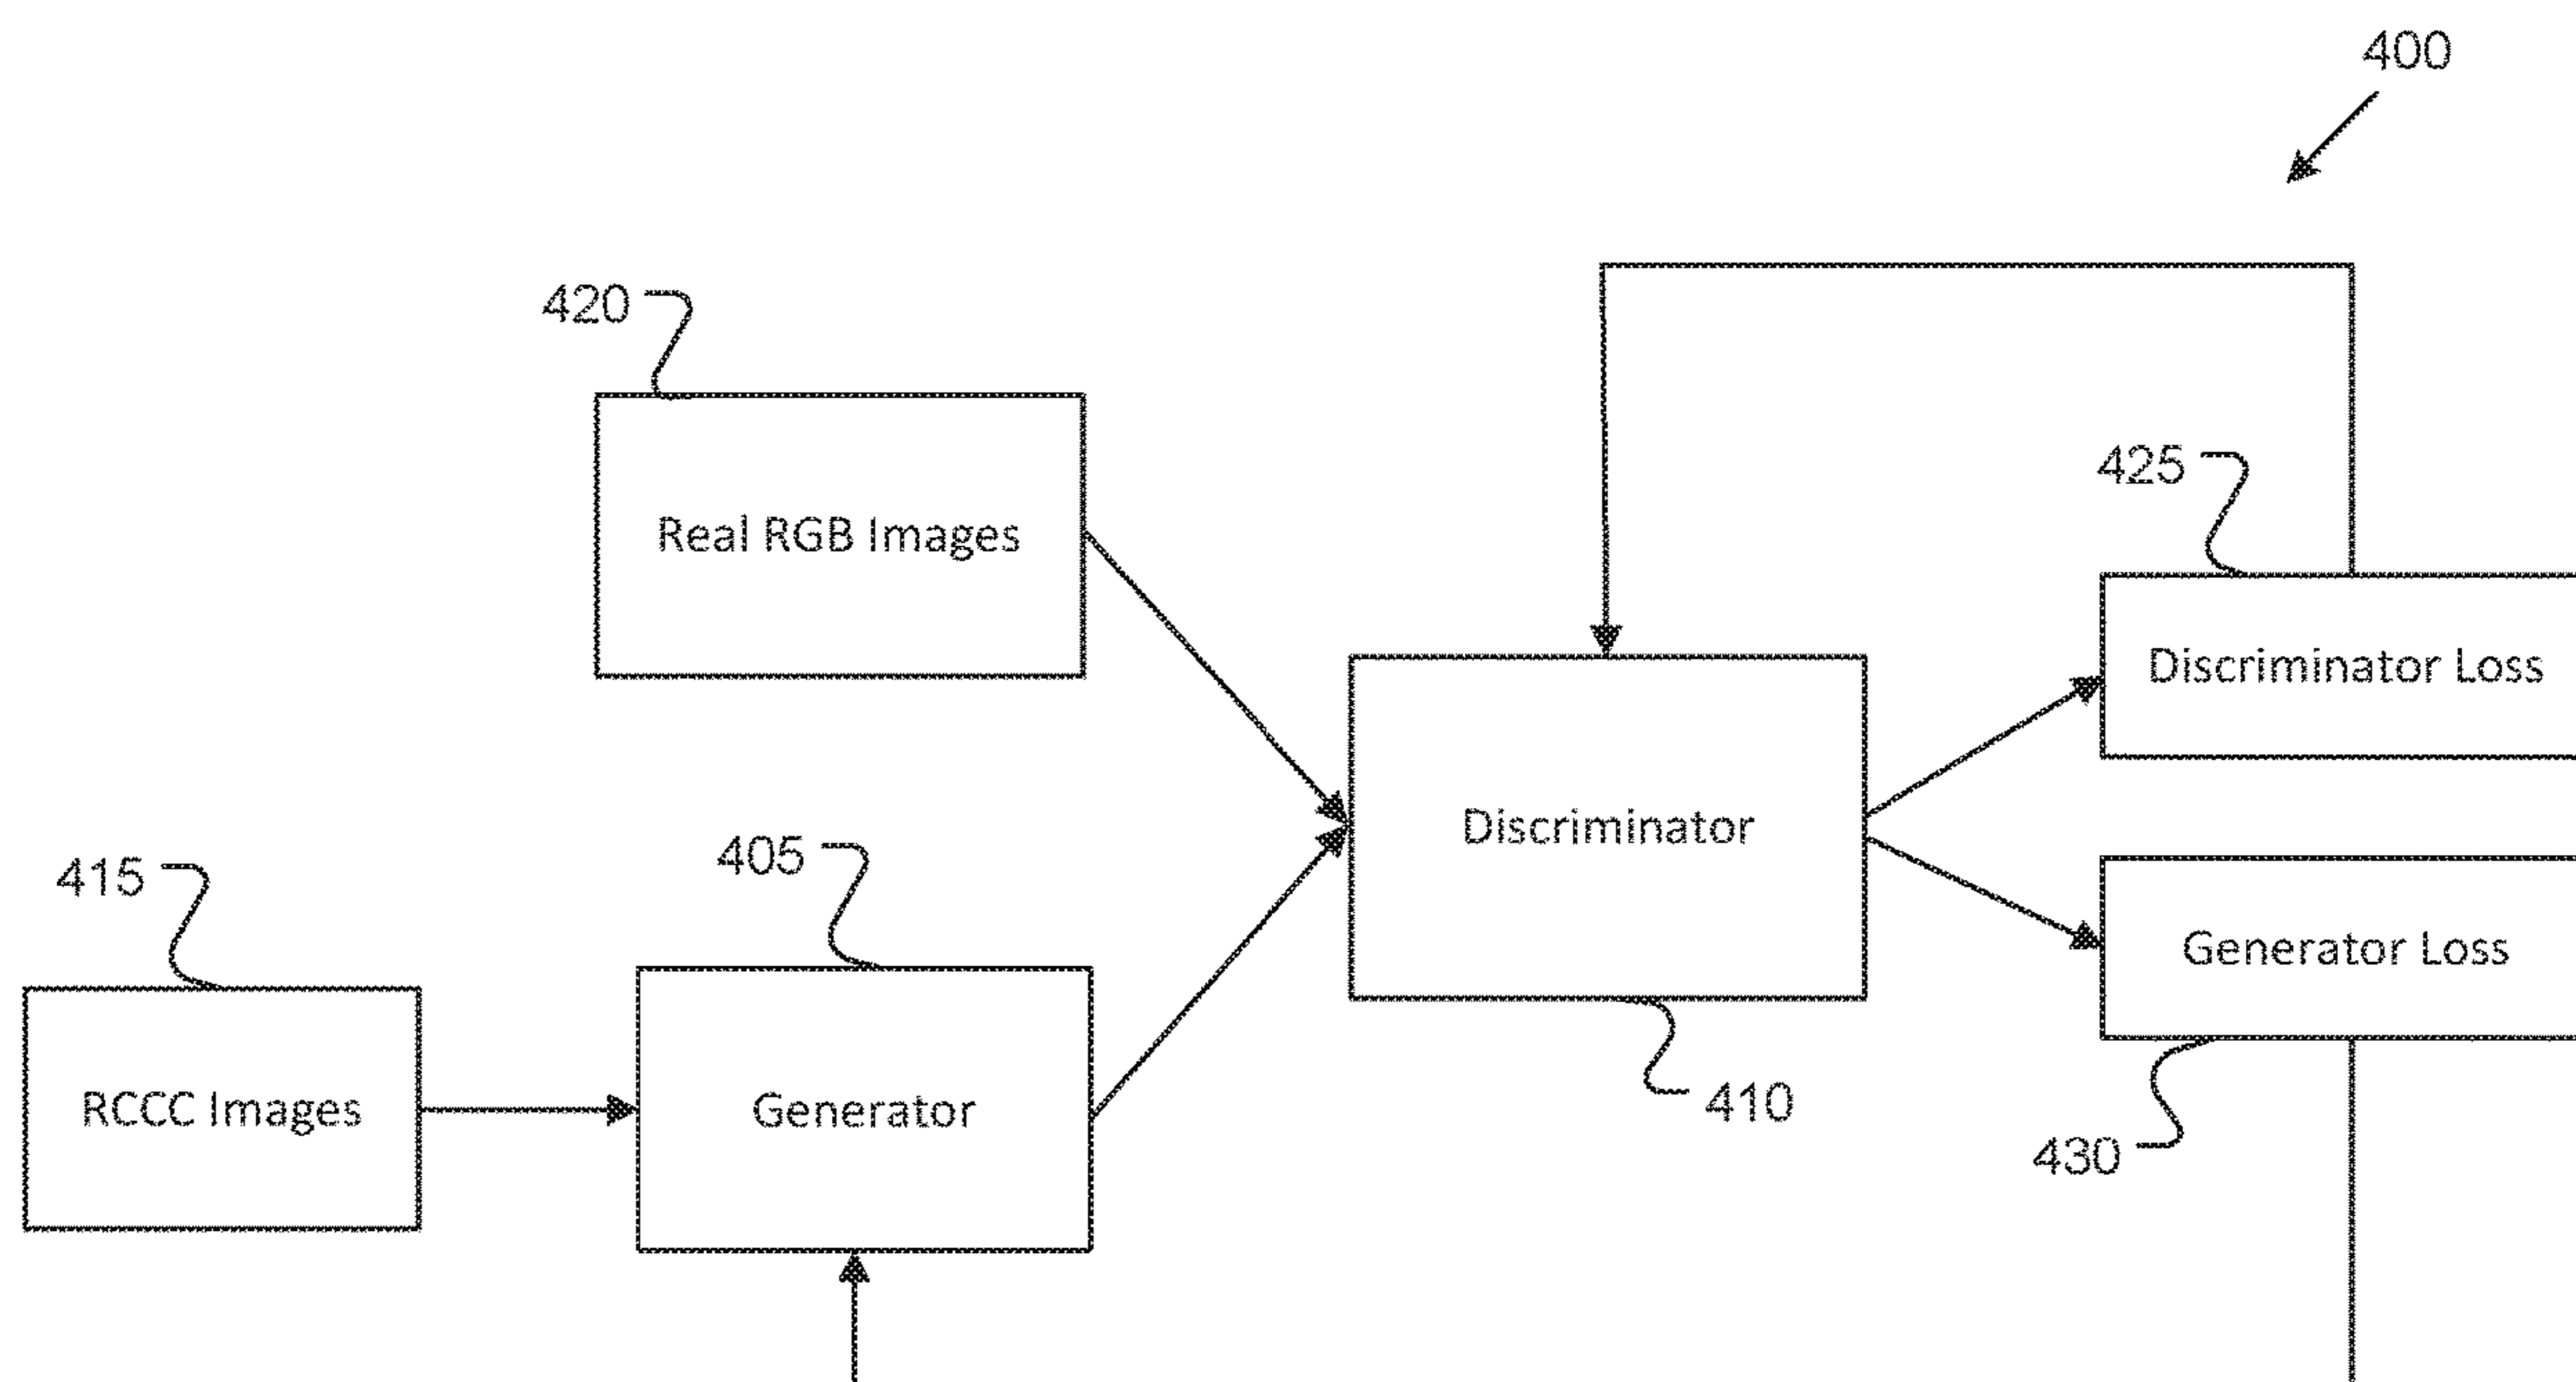 400
420
Real RGB Images
425
Discriminator Loss
Discriminator
405
415
Generator Loss
RCCC Images
Generator
410
430